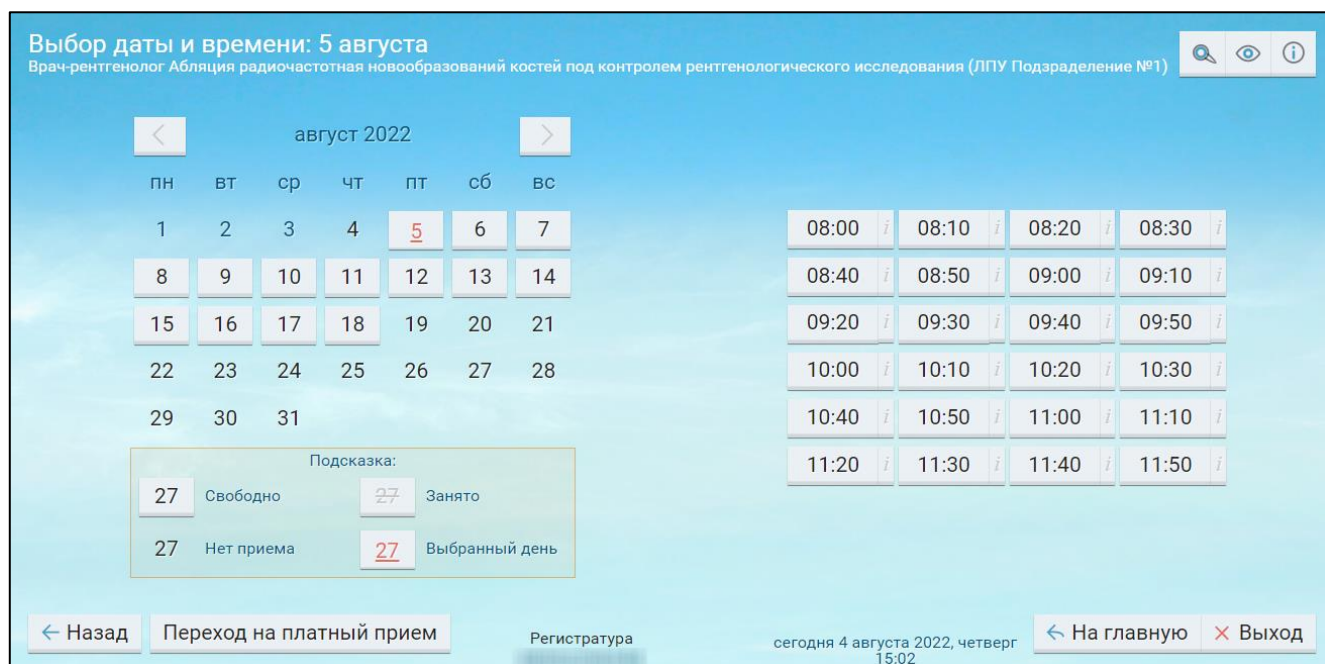 Выбор даты и времени: 5 августа
Врач-рентгенолог Абляция радиочастотная новообразований костей под контролем рентгенологического исследования (ЛПУ Подзраделение №1)
август 2022
пн вт ср чт пт сб вс
1 2 3 4 5 6 7
8 9 10 11 12 13 14
15 16 17 18 19 20 21
22 23 24 25 26 27 28
29 30 31
Подсказка:
27 Свободно 27 Занято
27 Нет приема 27 Выбранный день
08:00 i 08:10 i 08:20 i 08:30 i
08:40 i 08:50 i 09:00 i 09:10 i
09:20 i 09:30 i 09:40 i 09:50 i
10:00 i 10:10 i 10:20 i 10:30 i
10:40 i 10:50 i 11:00 i 11:10 i
11:20 i 11:30 i 11:40 i 11:50 i
Назад Переход на платный прием
Регистратура
сегодня 4 августа 2022, четверг
15:02
На главную Выход